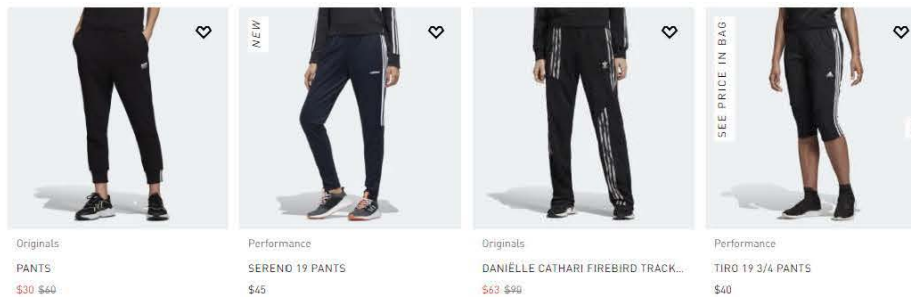 NEW
SEE PRICE IN BAG
Originals
PANTS
$30 $60
Performance
SERENO 19 PANTS
$45
Originals
DANIËLLE CATHARI FIREBIRD TRACK...
$63 $90
Performance
TIRO 19 3/4 PANTS
$40